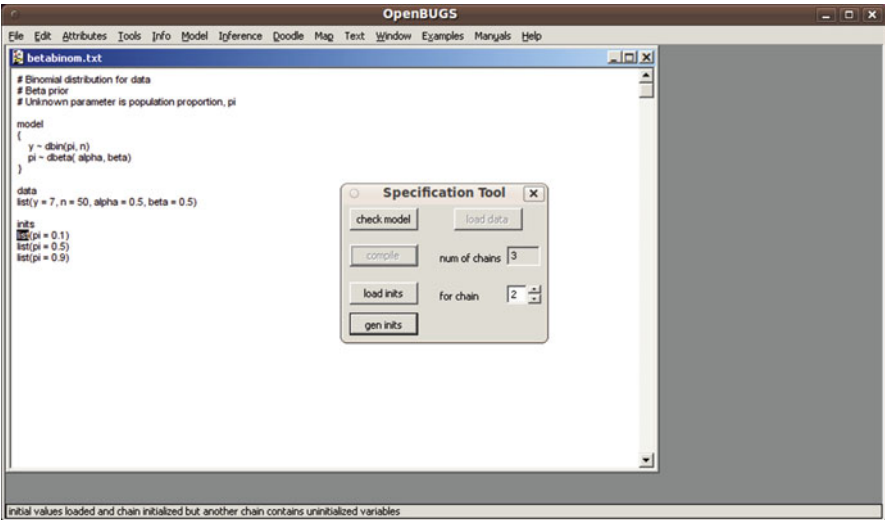 OpenBUGS
File Edit Attributes Tools Info Model Inference Doodle Map Text Window Examples Manuals Help
betabinom.txt
# Binomial distribution for data
# Beta prior
# Unknown parameter is population proportion, pi
model
{
y ~ dbin(pi, n)
pi ~ dbeta( alpha, beta)
}
data
list(y = 7, n = 50, alpha = 0.5, beta = 0.5)
inits
list(pi = 0.1)
list(pi = 0.5)
list(pi = 0.9)
Specification Tool
check model load data
compile num of chains 3
load inits for chain 2
gen inits
initial values loaded and chain initialized but another chain contains uninitialized variables